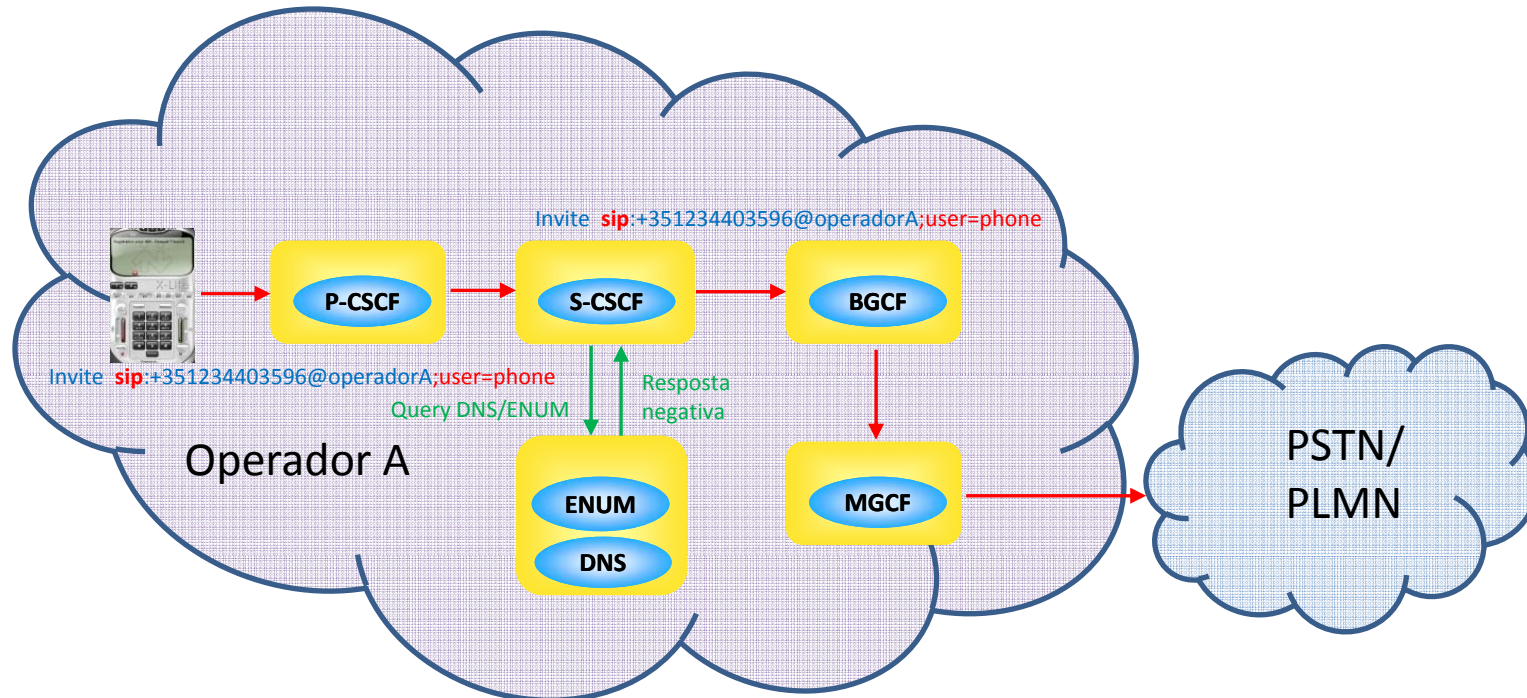 Invite sip:+351234403596@operadorA;user=phone
X-LITE
P-CSCF
S-CSCF
BGCF
Invite sip:+351234403596@operadorA;user=phone
Query DNS/ENUM
Resposta
negativa
Operador A
ENUM
DNS
MGCF
PSTN/
PLMN